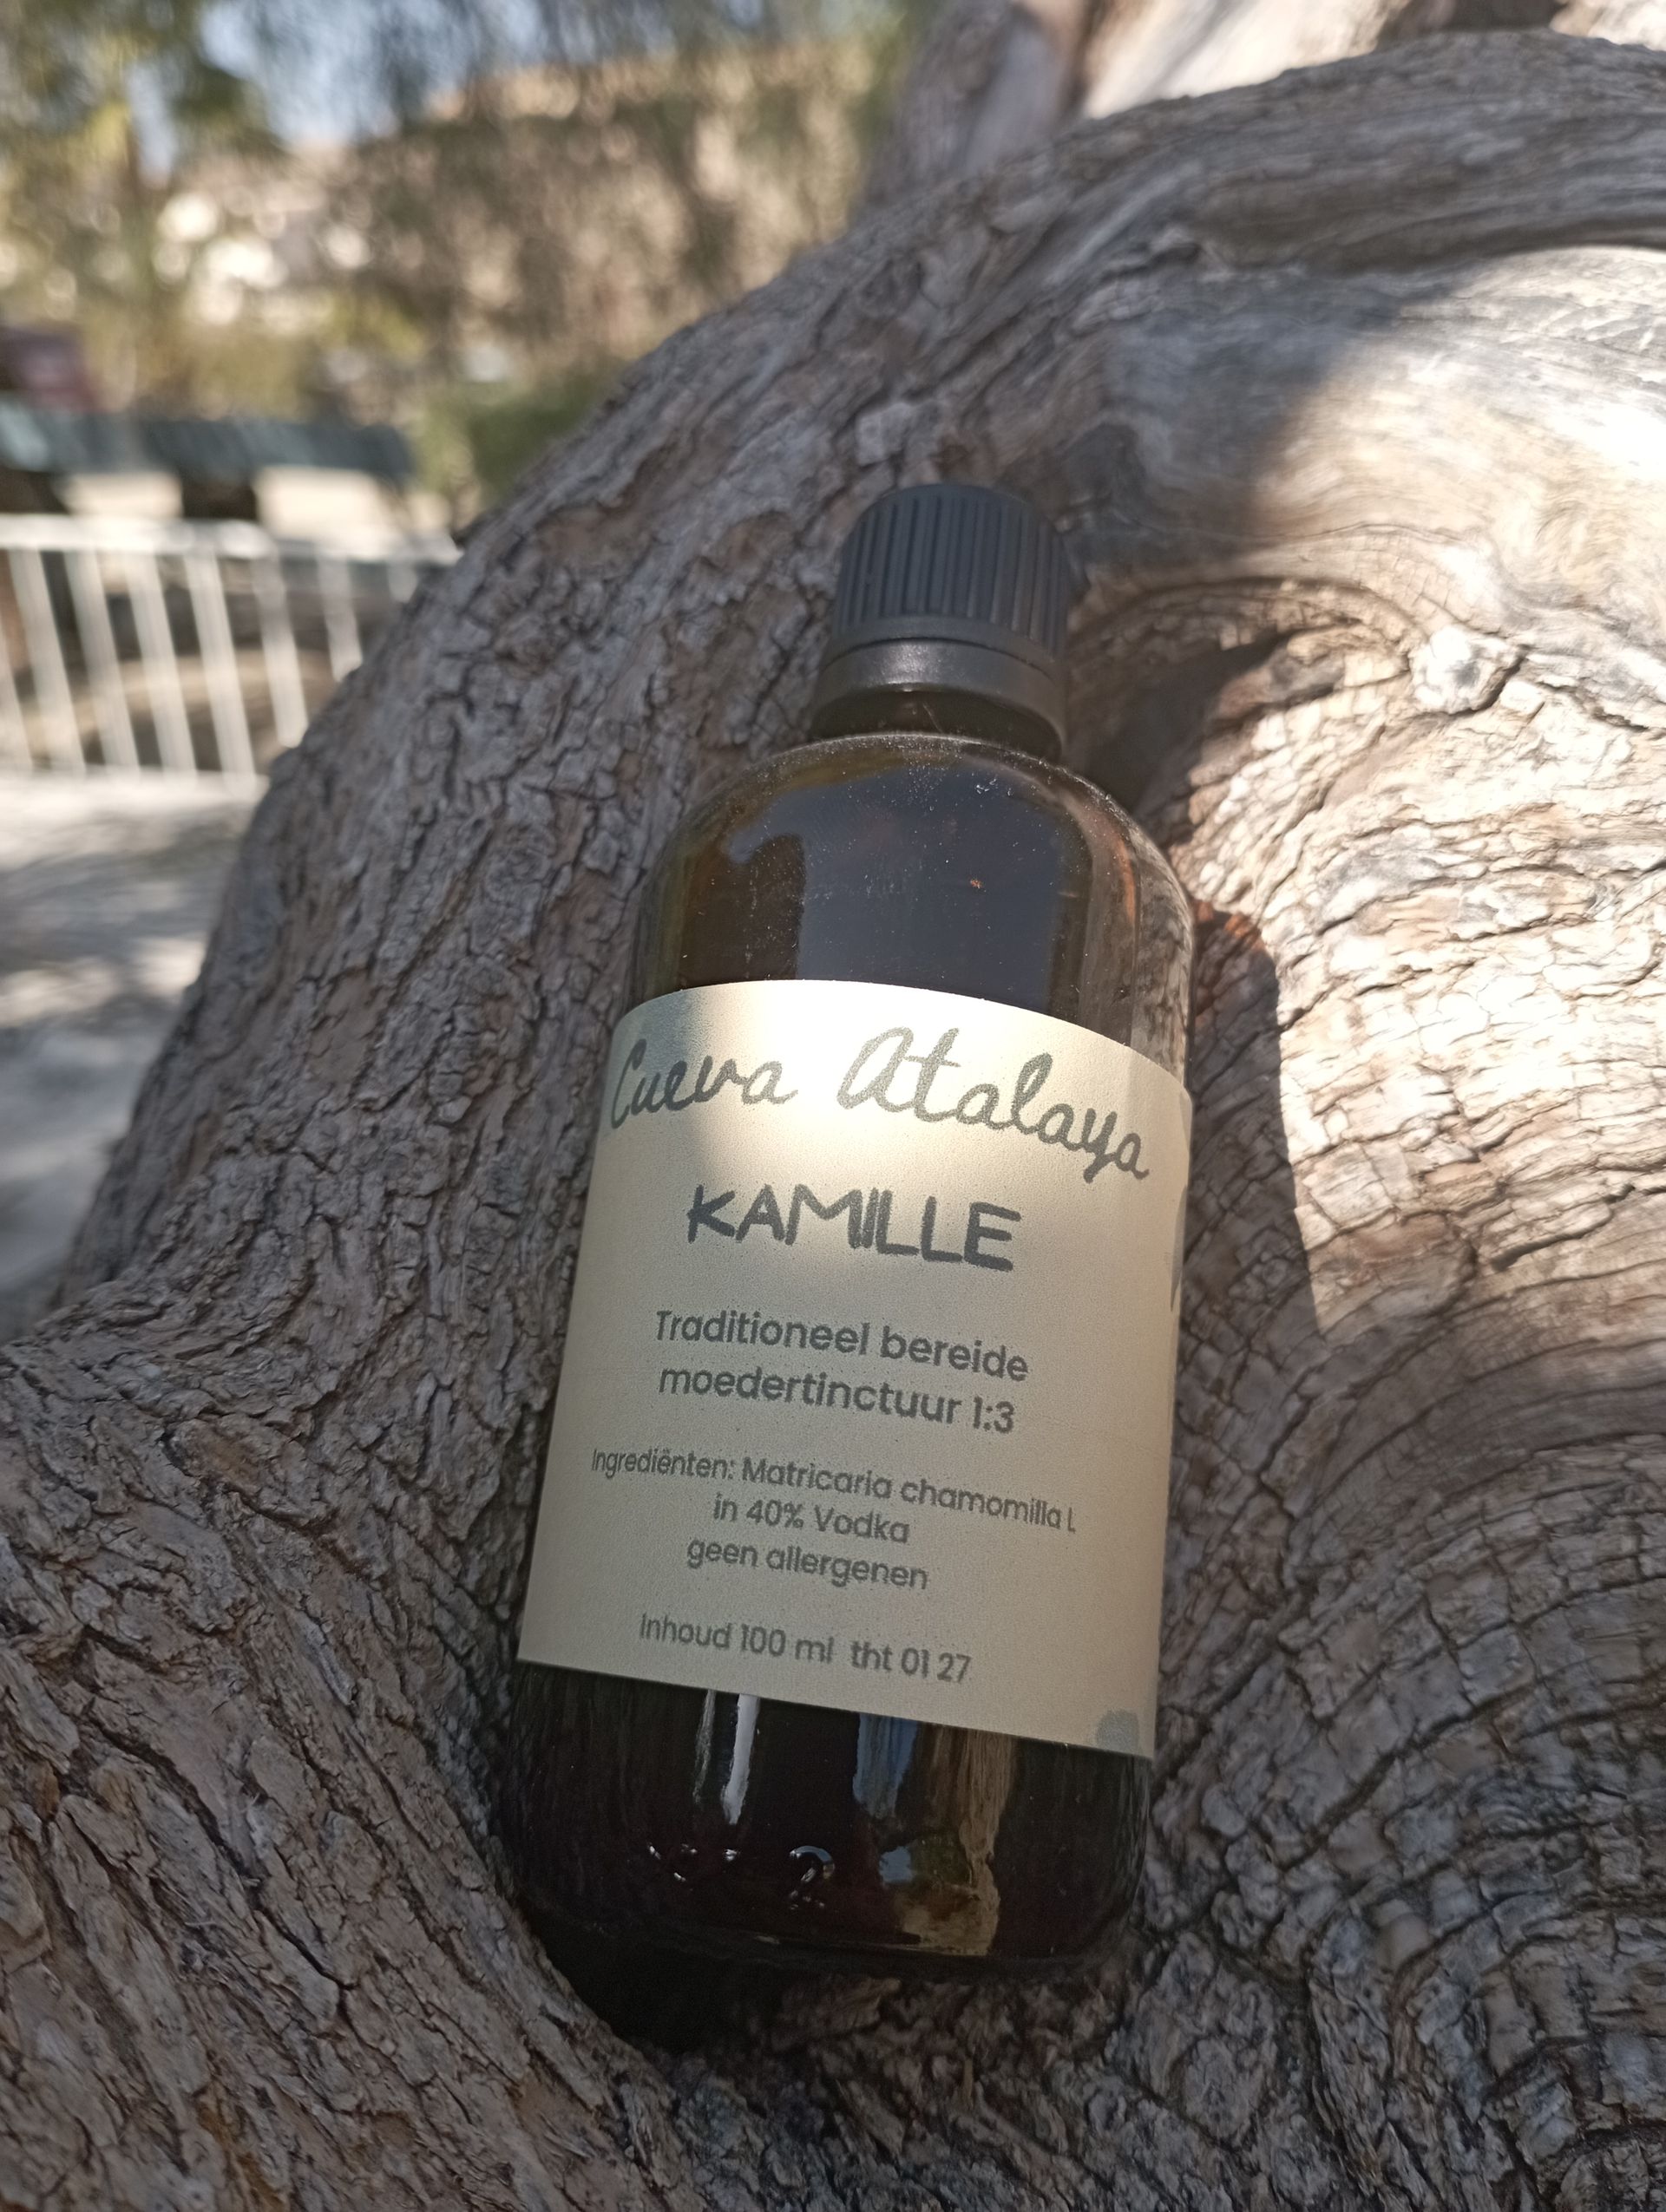 Cueva Atalaya
KAMILLE
Traditioneel bereide
moedertinctuur 1:3
Ingrediënten: Matricaria chamomilla L
in 40% Vodka
geen allergenen
Inhoud 100 ml tht 01 27
2